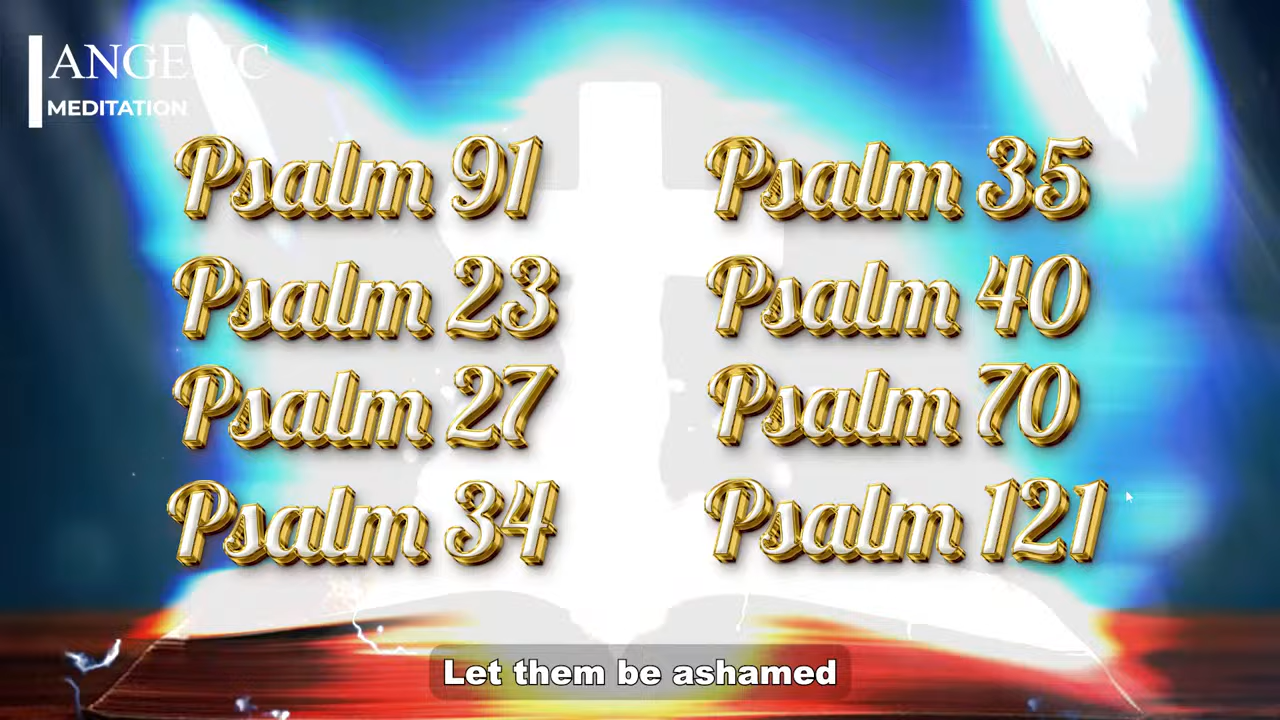 ANGELIC
MEDITATION
Psalm 91
Psalm 23
Psalm 27
Psalm 34
Psalm 35
Psalm 40
Psalm 70
Psalm 121
Let them be ashamed